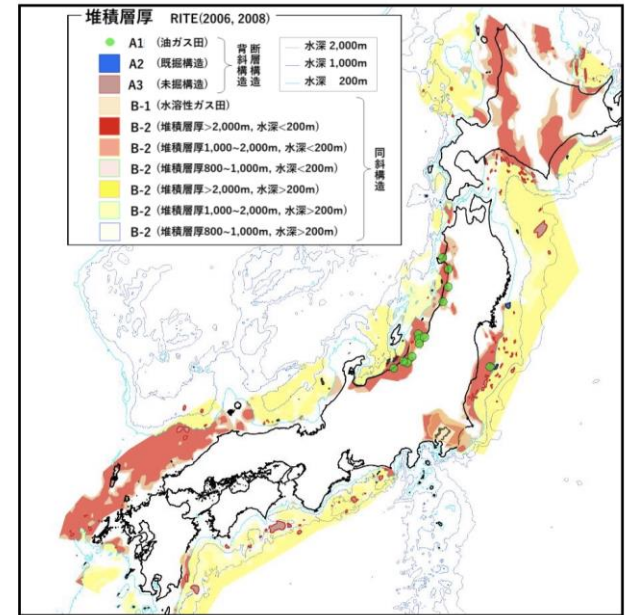 堆積層厚 RITE(2006, 2008)
A1 (油ガス田)
A2 (既掘構造)
A3 (未掘構造)
背斜構造
断層構造
水深 2,000m
水深 1,000m
水深 200m
B-1 (水溶性ガス田)
B-2 (堆積層厚>2,000m, 水深<200m)
B-2 (堆積層厚1,000~2,000m, 水深<200m)
B-2 (堆積層厚800~1,000m, 水深<200m)
B-2 (堆積層厚>2,000m, 水深>200m)
B-2 (堆積層厚1,000~2,000m, 水深>200m)
B-2 (堆積層厚800~1,000m, 水深>200m)
同斜構造